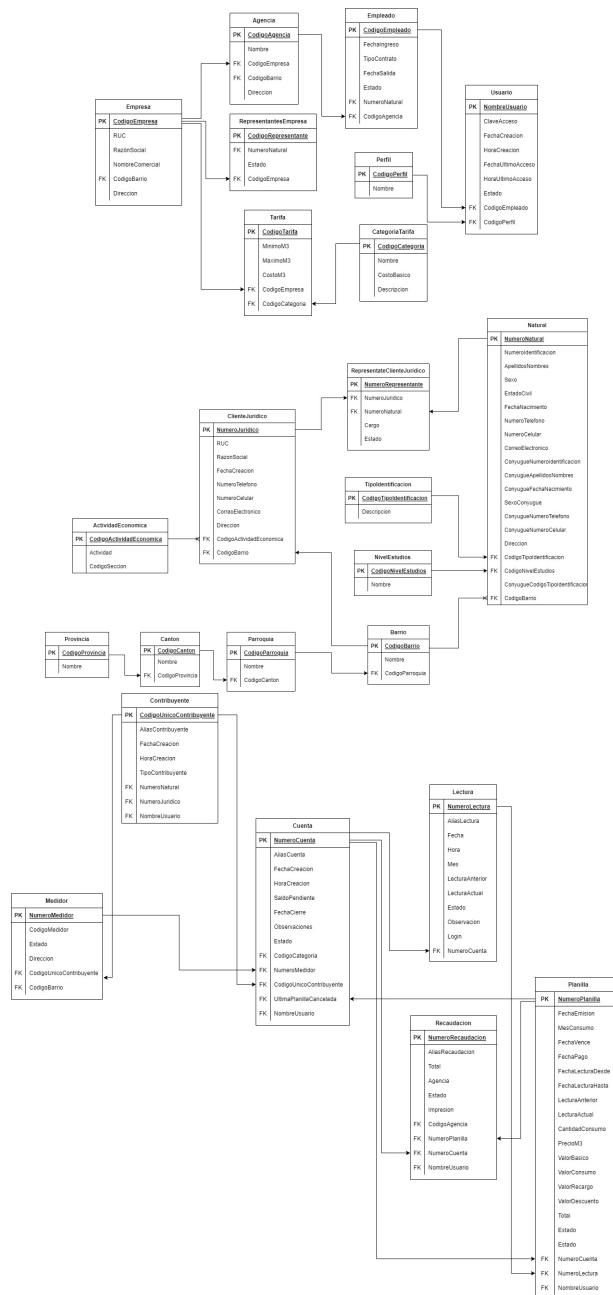 Agencia
PK CodigoAgencia
Nombre
FK CodigoEmpresa
FK CodigoBarrio
Direccion
Empleado
PK CodigoEmpleado
FechaIngreso
TipoContrato
FechaSalida
Estado
FK NumeroNatural
FK CodigoAgencia
Usuario
PK NombreUsuario
ClaveAcceso
FechaCreacion
HoraCreacion
FechaUltimoAcceso
HoraUltimoAcceso
Estado
FK CodigoEmpleado
FK CodigoPerfil
Empresa
PK CodigoEmpresa
RUC
RazónSocial
NombreComercial
FK CodigoBarrio
Direccion
RepresentantesEmpresa
PK CodigoRepresentante
FK NumeroNatural
Estado
FK CodigoEmpresa
Perfil
PK CodigoPerfil
Nombre
Tarifa
PK CodigoTarifa
MinimoM3
MaximoM3
CostoM3
FK CodigoEmpresa
FK CodigoCategoria
CategoriaTarifa
PK CodigoCategoria
Nombre
CostoBasico
Descripcion
Natural
PK NumeroNatural
NumeroIdentificacion
ApellidosNombres
Sexo
EstadoCivil
FechaNacimiento
NumeroTelefono
NumeroCelular
CorreoElectronico
ConyugueNumeroIdentificacion
ConyugueApellidosNombres
ConyugueFechaNacimiento
SexoConyugue
ConyugueNumeroTelefono
ConyugueNumeroCelular
Direccion
FK CodigoTipoIdentificacion
FK CodigoNivelEstudios
ConyugueCodigoTipoIdentificacion
FK CodigoBarrio
RepresentateClienteJuridico
PK NumeroRepresentante
FK NumeroJuridico
FK NumeroNatural
Cargo
Estado
ClienteJuridico
PK NumeroJuridico
RUC
RazonSocial
FechaCreacion
NumeroTelefono
NumeroCelular
CorreoElectronico
Direccion
FK CodigoActividadEconomica
FK CodigoBarrio
TipoIdentificacion
PK CodigoTipoIdentificacion
Descripcion
ActividadEconomica
PK CodigoActividadEconomica
Actividad
CodigoSeccion
NivelEstudios
PK CodigoNivelEstudios
Nombre
Provincia
PK CodigoProvincia
Nombre
Canton
PK CodigoCanton
Nombre
FK CodigoProvincia
Parroquia
PK CodigoParroquia
Nombre
FK CodigoCanton
Barrio
PK CodigoBarrio
Nombre
FK CodigoParroquia
Contribuyente
PK CodigoUnicoContribuyente
AliasContribuyente
FechaCreacion
HoraCreacion
TipoContribuyente
FK NumeroNatural
FK NumeroJuridico
FK NombreUsuario
Lectura
PK NumeroLectura
AliasLectura
Fecha
Hora
Mes
LecturaAnterior
LecturaActual
Estado
Observacion
Login
FK NumeroCuenta
Cuenta
PK NumeroCuenta
AliasCuenta
FechaCreacion
HoraCreacion
SaldoPendiente
FechaCierre
Observaciones
Estado
FK CodigoCategoria
FK NumeroMedidor
FK CodigoUnicoContribuyente
FK UltimaPlanillaCancelada
FK NombreUsuario
Medidor
PK NumeroMedidor
CodigoMedidor
Estado
Direccion
FK CodigoUnicoContribuyente
FK CodigoBarrio
Planilla
PK NumeroPlanilla
FechaEmision
MesConsumo
FechaVence
FechaPago
FechaLecturaDesde
FechaLecturaHasta
LecturaAnterior
LecturaActual
CantidadConsumo
PrecioM3
ValorBasico
ValorConsumo
ValorRecargo
ValorDescuento
Total
Estado
Estado
FK NumeroCuenta
FK NumeroLectura
FK NombreUsuario
Recaudacion
PK NumeroRecaudacion
AliasRecaudacion
Total
Agencia
Estado
Impresion
FK CodigoAgencia
FK NumeroPlanilla
FK NumeroCuenta
FK NombreUsuario